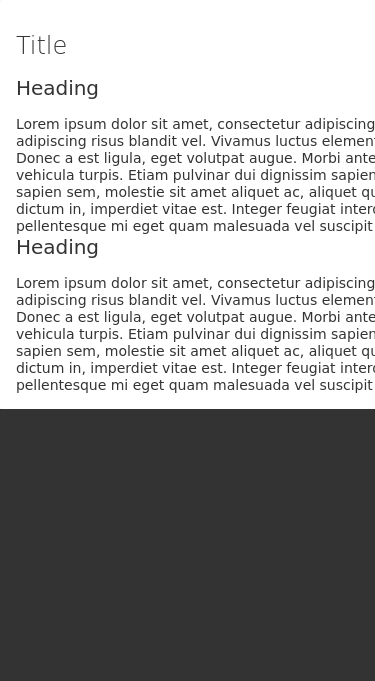 Title
Heading
Lorem ipsum dolor sit amet, consectetur adipiscing
adipiscing risus blandit vel. Vivamus luctus elemen
Donec a est ligula, eget volutpat augue. Morbi ante
vehicula turpis. Etiam pulvinar dui dignissim sapien
sapien sem, molestie sit amet aliquet ac, aliquet qu
dictum in, imperdiet vitae est. Integer feugiat interd
pellentesque mi eget quam malesuada vel suscipit
Heading
Lorem ipsum dolor sit amet, consectetur adipiscing
adipiscing risus blandit vel. Vivamus luctus elemen
Donec a est ligula, eget volutpat augue. Morbi ante
vehicula turpis. Etiam pulvinar dui dignissim sapien
sapien sem, molestie sit amet aliquet ac, aliquet qu
dictum in, imperdiet vitae est. Integer feugiat interd
pellentesque mi eget quam malesuada vel suscipit